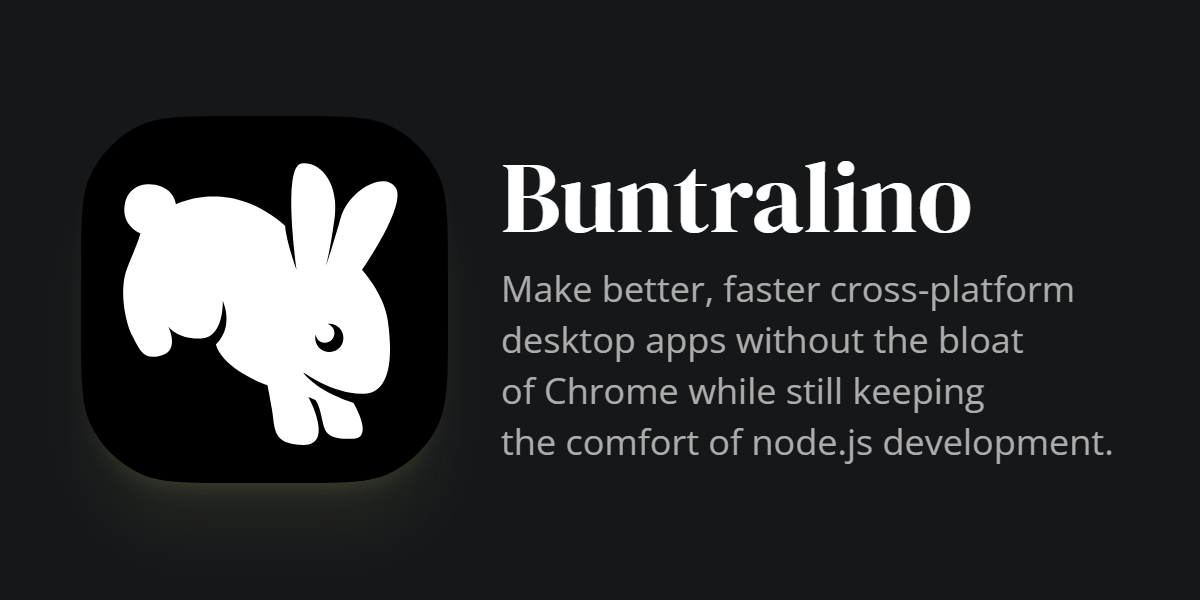 Buntralino
Make better, faster cross-platform
desktop apps without the bloat
of Chrome while still keeping
the comfort of node.js development.